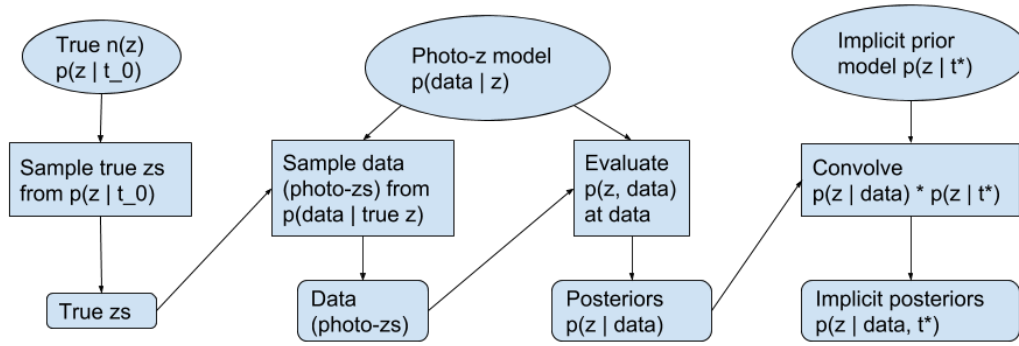 True n(z)
p(z | t_0)
Photo-z model
p(data | z)
Implicit prior
model p(z | t*)
Sample true zs
from p(z | t_0)
Sample data
(photo-zs) from
p(data | true z)
Evaluate
p(z, data)
at data
Convolve
p(z | data) * p(z | t*)
True zs
Data
(photo-zs)
Posteriors
p(z | data)
Implicit posteriors
p(z | data, t*)